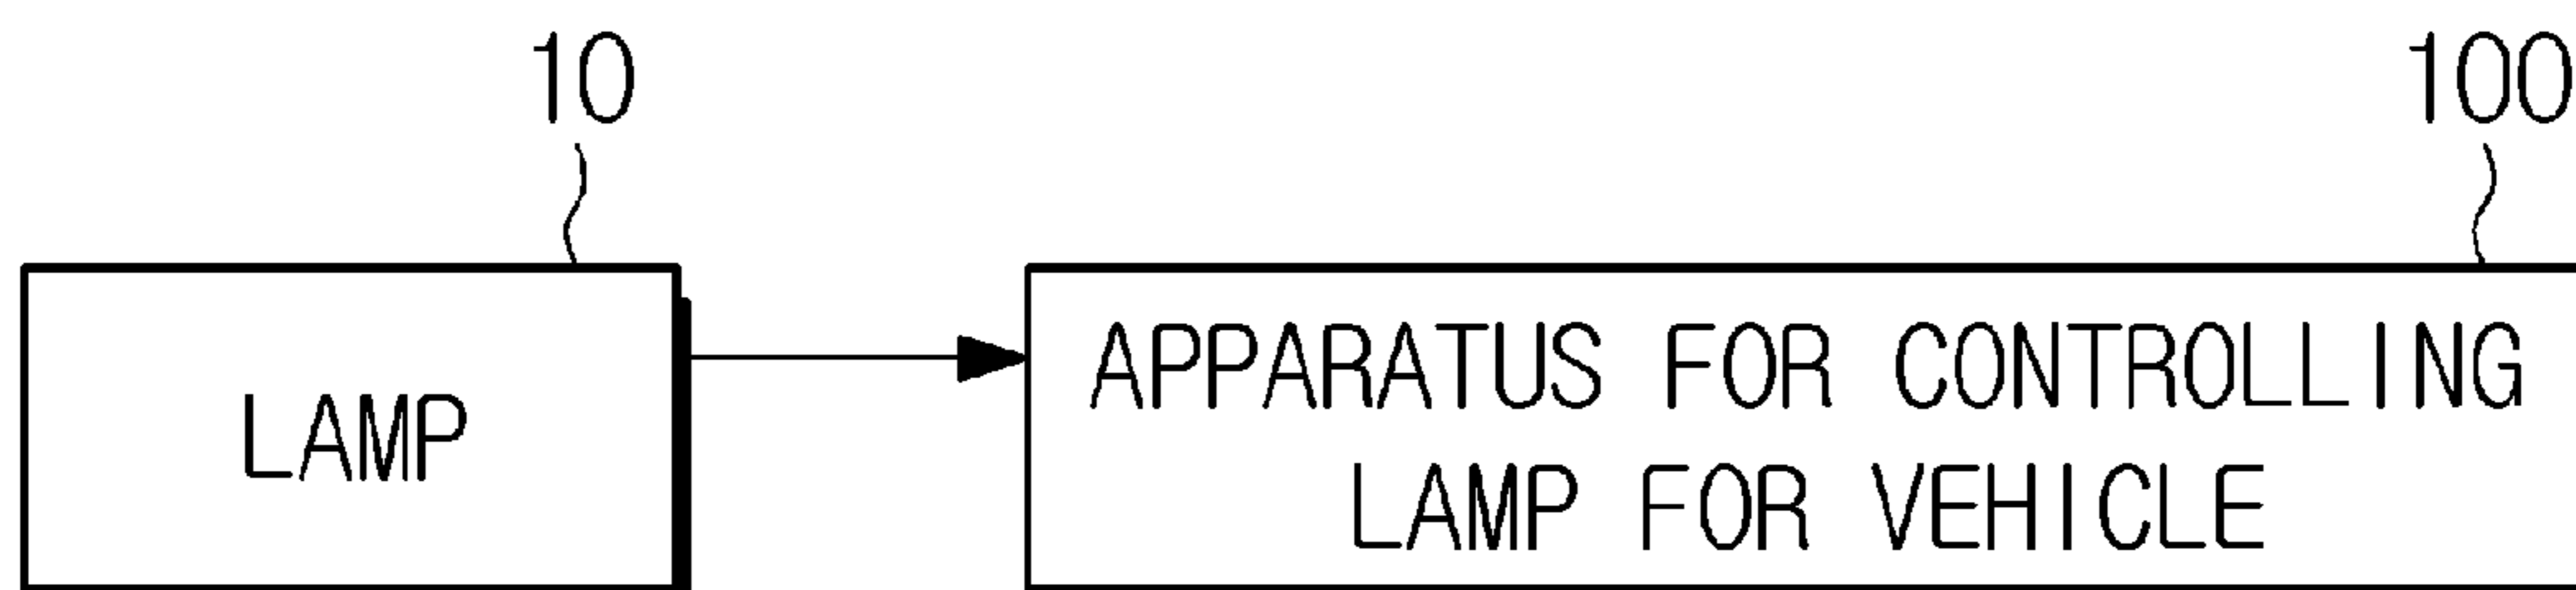 10
100
LAMP
APPARATUS FOR CONTROLLING
LAMP FOR VEHICLE